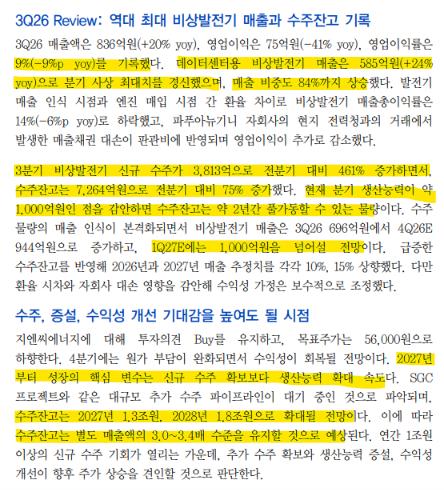 3Q26 Review: 역대 최대 비상발전기 매출과 수주잔고 기록
3Q26 매출액은 836억원(+20% yoy), 영업이익은 75억원(-41% yoy), 영업이익률은
9%(-9%p yoy)를 기록했다. 데이터센터용 비상발전기 매출은 585억원(+24%
yoy)으로 분기 사상 최대치를 경신했으며, 매출 비중도 84%까지 상승했다. 발전기
매출 인식 시점과 엔진 매입 시점 간 환율 차이로 비상발전기 매출총이익률은
14%(-6%p yoy)로 하락했고, 파푸아뉴기니 자회사의 현지 전력청과의 거래에서
발생한 매출채권 대손이 판관비에 반영되며 영업이익이 추가로 감소했다.
3분기 비상발전기 신규 수주가 3,813억으로 전분기 대비 461% 증가하면서,
수주잔고는 7,264억원으로 전분기 대비 75% 증가했다. 현재 분기 생산능력이 약
1,000억원인 점을 감안하면 수주잔고는 약 2년간 풀가동할 수 있는 물량이다. 수주
물량의 매출 인식이 본격화되면서 비상발전기 매출은 3Q26 696억원에서 4Q26E
944억원으로 증가하고, 1Q27E에는 1,000억원을 넘어설 전망이다. 급증한
수주잔고를 반영해 2026년과 2027년 매출 추정치를 각각 10%, 15% 상향했다. 다만
환율 시차와 자회사 대손 영향을 감안해 수익성 가정은 보수적으로 조정했다.
수주, 증설, 수익성 개선 기대감을 높여도 될 시점
지엔씨에너지에 대해 투자의견 Buy를 유지하고, 목표주가는 56,000원으로
하향한다. 4분기에는 원가 부담이 완화되면서 수익성이 회복될 전망이다. 2027년
부터 성장의 핵심 변수는 신규 수주 확보보다 생산능력 확대 속도다. SGC
프로젝트와 같은 대규모 추가 수주 파이프라인이 대기 중인 것으로 파악되며,
수주잔고는 2027년 1.3조원, 2028년 1.8조원으로 확대될 전망이다. 이에 따라
수주잔고는 별도 매출액의 3.0~3.4배 수준을 유지할 것으로 예상된다. 연간 1조원
이상의 신규 수주 기회가 열리는 가운데, 추가 수주 확보와 생산능력 증설, 수익성
개선이 향후 주가 상승을 견인할 것으로 판단한다.